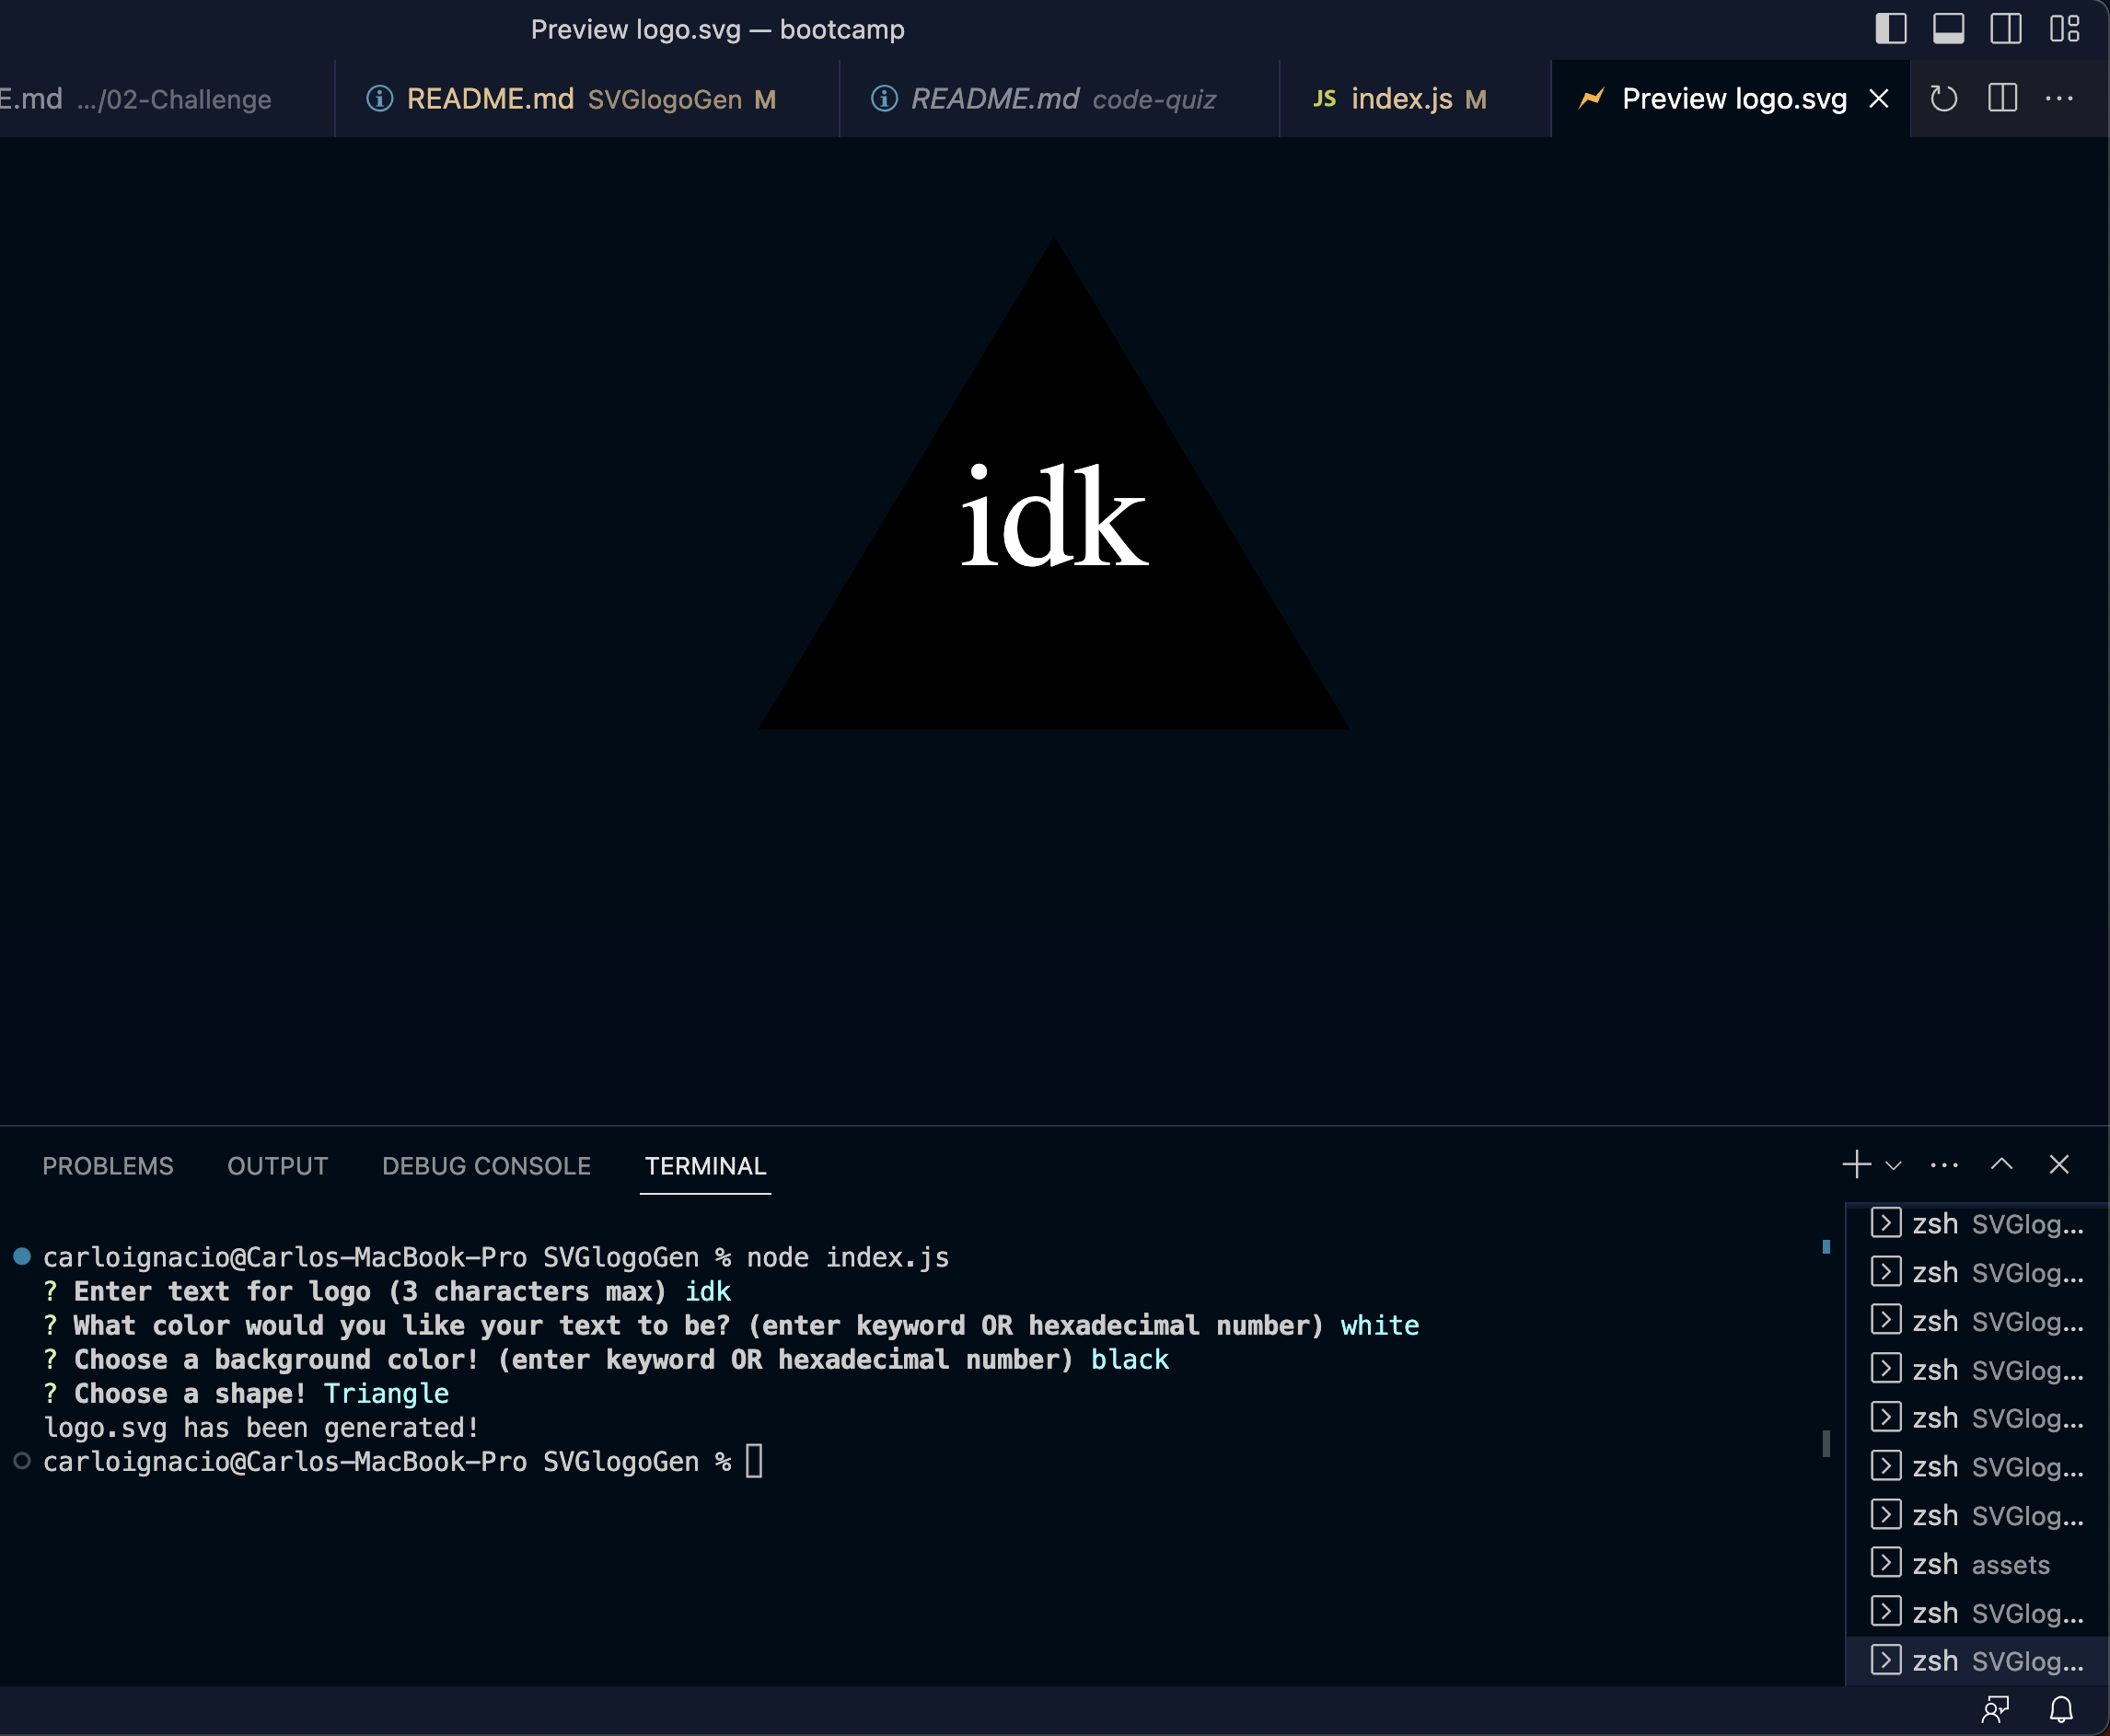 Preview logo.svg — bootcamp
E.md .../02-Challenge
README.md SVGlogoGen M
README.md code-quiz
JS index.js M
Preview logo.svg
idk
PROBLEMS OUTPUT DEBUG CONSOLE TERMINAL
carloignacio@Carlos-MacBook-Pro SVGlogoGen % node index.js
? Enter text for logo (3 characters max) idk
? What color would you like your text to be? (enter keyword OR hexadecimal number) white
? Choose a background color! (enter keyword OR hexadecimal number) black
? Choose a shape! Triangle
logo.svg has been generated!
carloignacio@Carlos-MacBook-Pro SVGlogoGen %
zsh SVGlog...
zsh SVGlog...
zsh SVGlog...
zsh SVGlog...
zsh SVGlog...
zsh SVGlog...
zsh SVGlog...
zsh assets
zsh SVGlog...
zsh SVGlog...